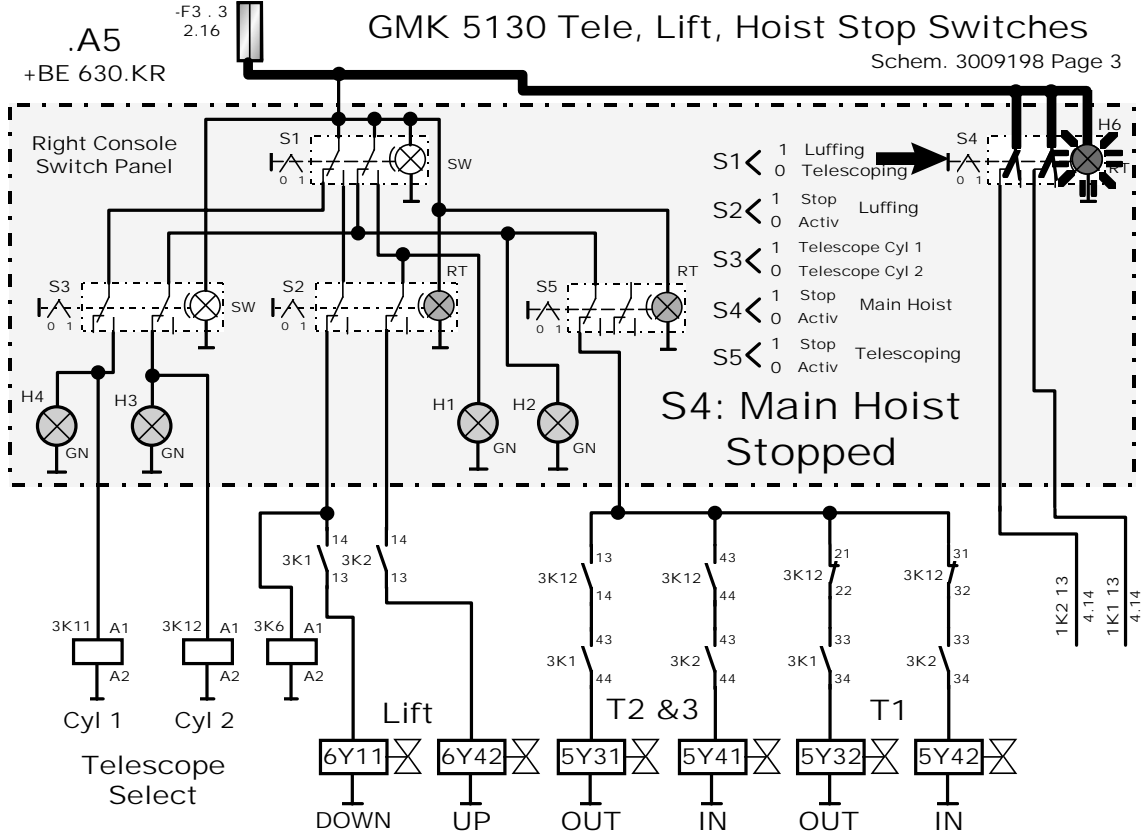 -F3 . 3
2.16
GMK 5130 Tele, Lift, Hoist Stop Switches
Schem. 3009198 Page 3
.A5
+BE 630.KR
Right Console
Switch Panel
S1
0 1
SW
S1 1 Luffing
0 Telescoping
S2 1 Stop Luffing
0 Activ
S3 1 Telescope Cyl 1
0 Telescope Cyl 2
S4 1 Stop Main Hoist
0 Activ
S5 1 Stop Telescoping
0 Activ
S4
0 1
H6
RT
S3
0 1
SW
S2
0 1
RT
S5
0 1
RT
H4
GN
H3
GN
H1
GN
H2
GN
S4: Main Hoist
Stopped
3K1 14
13
3K2 14
13
3K12 13
14
3K12 43
44
3K12 21
22
3K12 31
32
1K2 13
4.14
1K1 13
4.14
3K11 A1
A2
3K12 A1
A2
3K6 A1
A2
3K1 43
44
3K2 43
44
3K1 33
34
3K2 33
34
Cyl 1
Cyl 2
Telescope
Select
Lift
T2 &3
T1
6Y11
6Y42
5Y31
5Y41
5Y32
5Y42
DOWN
UP
OUT
IN
OUT
IN